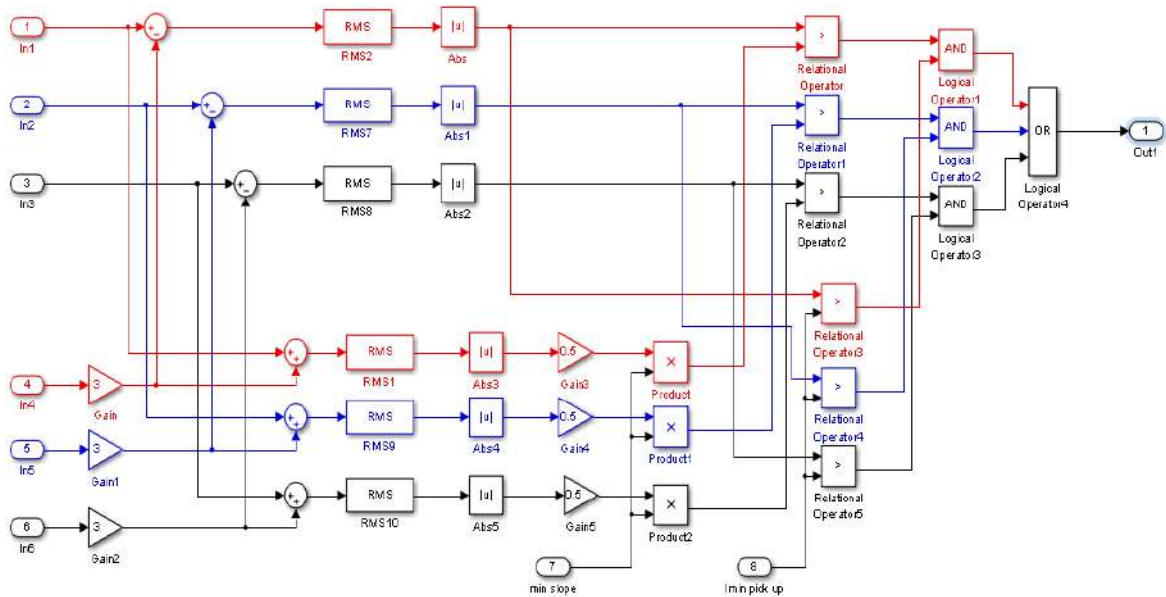 1
In1
+
−
RMS
RMS2
|u|
Abs
>
Relational
Operator
AND
Logical
Operator1
2
In2
+
−
RMS
RMS7
|u|
Abs1
>
Relational
Operator1
AND
Logical
Operator2
OR
Logical
Operator4
1
Out1
3
In3
+
−
RMS
RMS8
|u|
Abs2
>
Relational
Operator2
AND
Logical
Operator3
>
Relational
Operator3
4
In4
3
Gain
+
+
RMS
RMS1
|u|
Abs3
0.5
Gain3
×
Product
>
Relational
Operator4
5
In5
3
Gain1
+
+
RMS
RMS9
|u|
Abs4
0.5
Gain4
×
Product1
>
Relational
Operator5
6
In6
3
Gain2
+
+
RMS
RMS10
|u|
Abs5
0.5
Gain5
×
Product2
7
min slope
8
Imin pick up